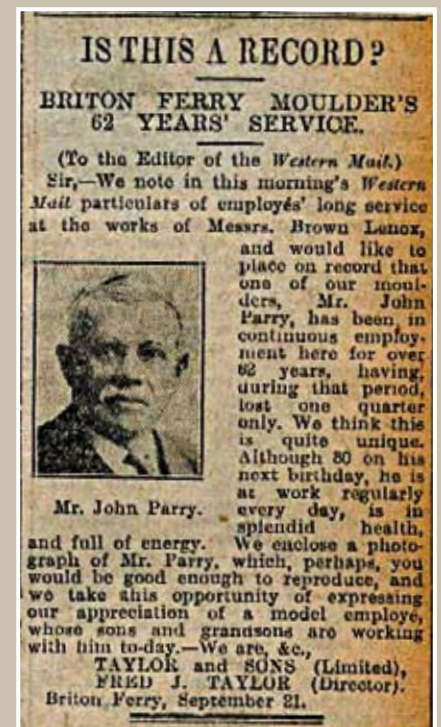 IS THIS A RECORD?
BRITON FERRY MOULDER'S
62 YEARS' SERVICE.
(To the Editor of the Western Mail.)
Sir,—We note in this morning's Western
Mail particulars of employés' long service
at the works of Messrs. Brown Lenox,
and would like to
place on record that
one of our moul-
ders, Mr. John
Parry, has been in
continuous employ-
ment here for over
62 years, having,
during that period,
lost one quarter
only. We think this
is quite unique.
Although 80 on his
next birthday, he is
at work regularly
every day, is in
splendid health,
Mr. John Parry.
and full of energy. We enclose a photo-
graph of Mr. Parry, which, perhaps, you
would be good enough to reproduce, and
we take this opportunity of expressing
our appreciation of a model employe,
whose sons and grandsons are working
with him to-day.—We are, &c.,
TAYLOR and SONS (Limited),
FRED J. TAYLOR (Director).
Briton Ferry, September 21.